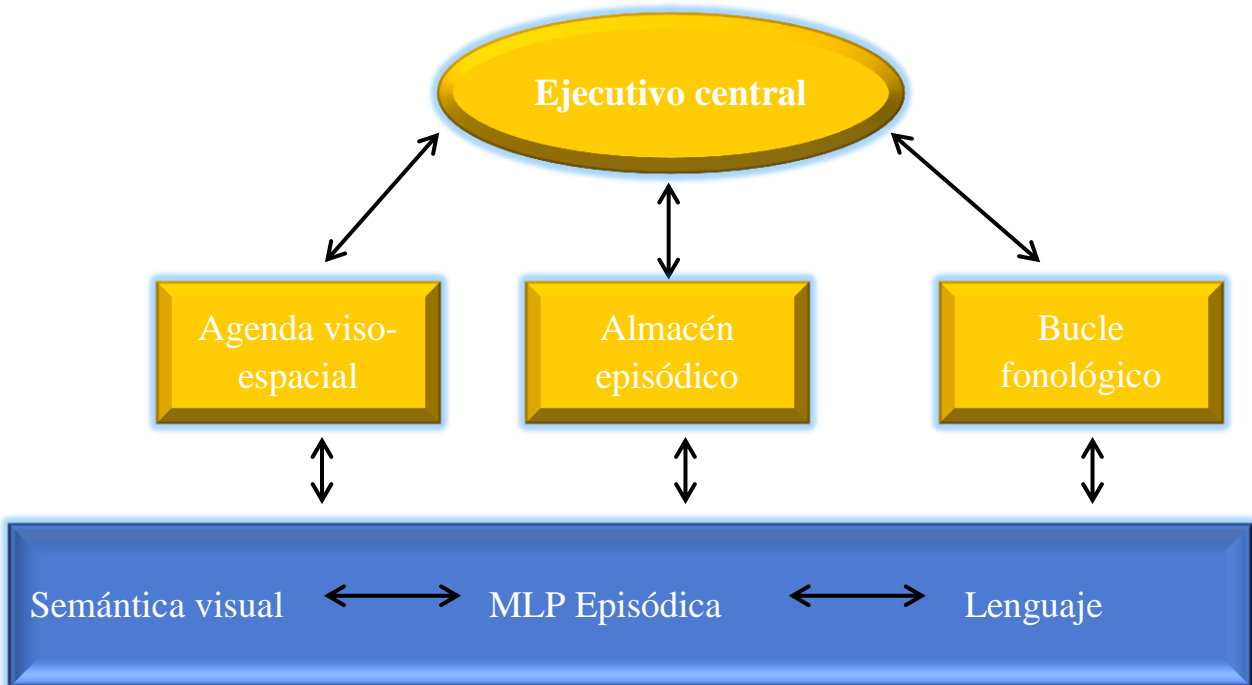 Ejecutivo central
Agenda viso-
espacial
Almacén
episódico
Bucle
fonológico
Semántica visual
MLP Episódica
Lenguaje